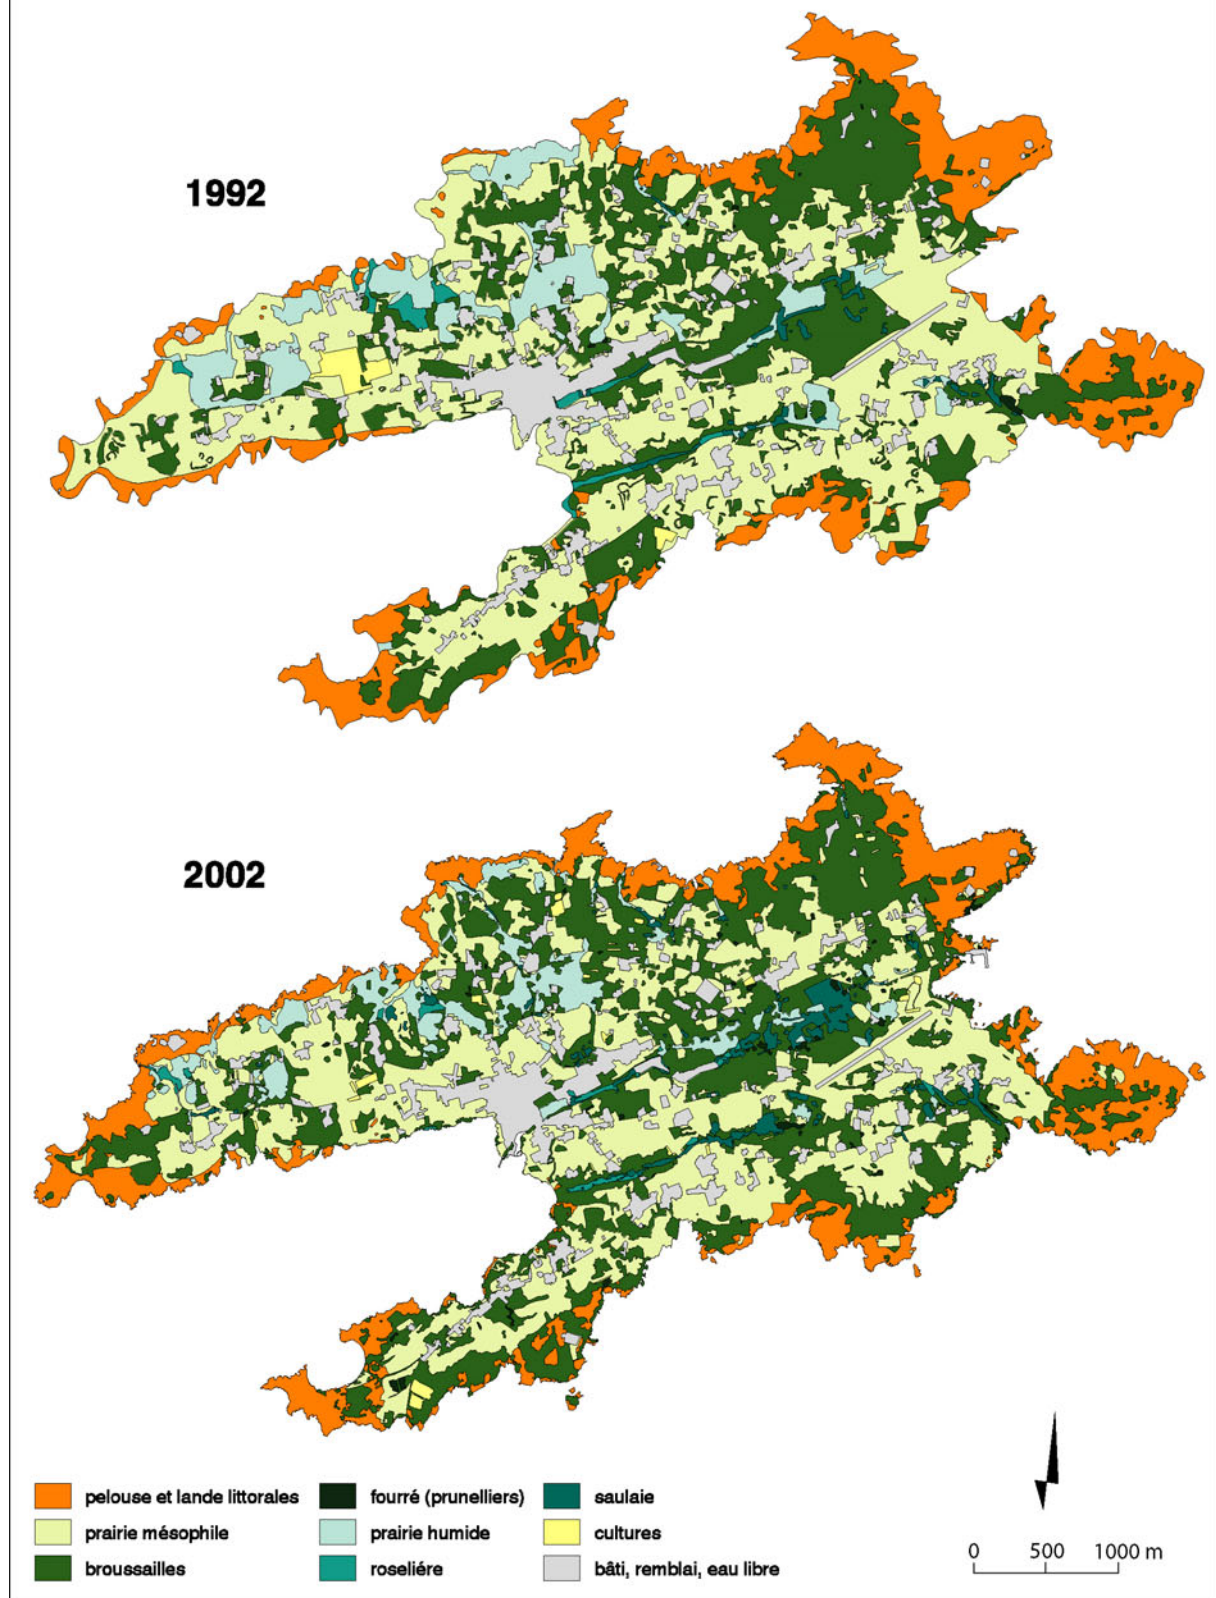 1992
2002
pelouse et lande littorales
prairie mésophile
broussailles
fourré (prunelliers)
prairie humide
roseliére
saulaie
cultures
bâti, remblai, eau libre
0 500 1000 m